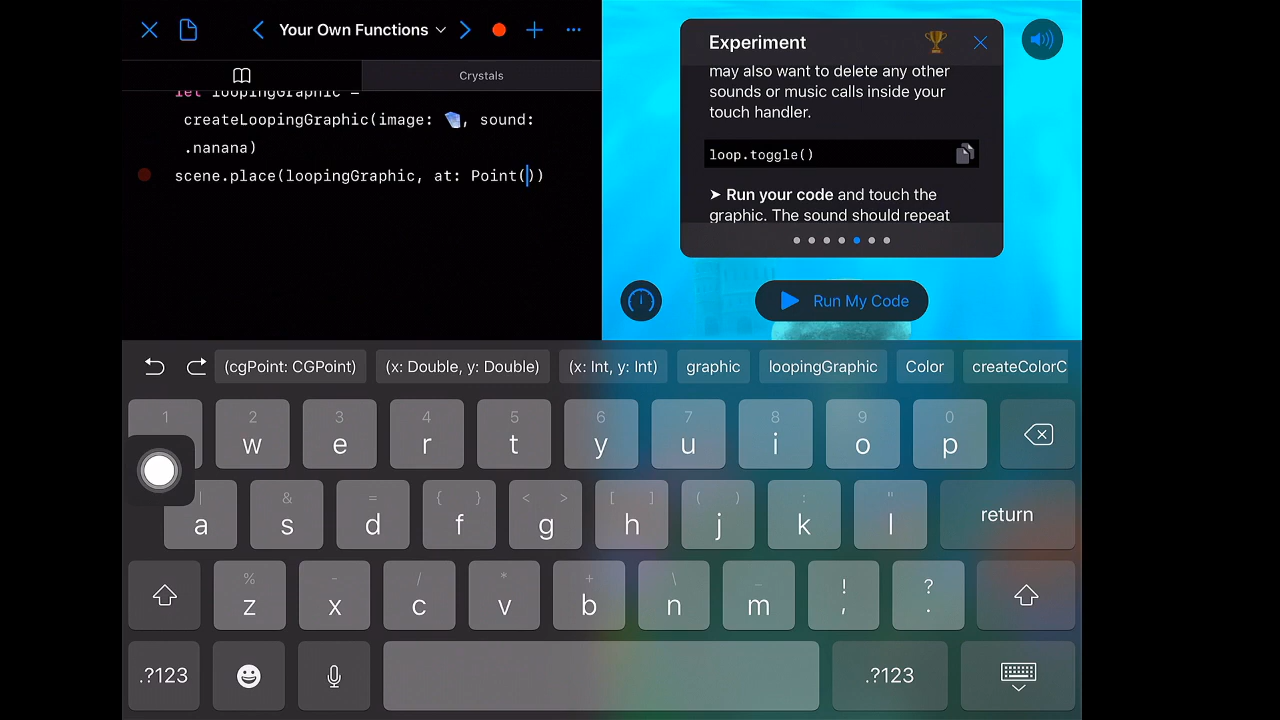 Your Own Functions
Crystals
let loopingGraphic =
createLoopingGraphic(image: , sound:
.nanana)
scene.place(loopingGraphic, at: Point())
Experiment
may also want to delete any other
sounds or music calls inside your
touch handler.
loop.toggle()
➤ Run your code and touch the
graphic. The sound should repeat
Run My Code
(cgPoint: CGPoint) (x: Double, y: Double) (x: Int, y: Int) graphic loopingGraphic Color createColorC
1 2 3 4 5 6 7 8 9 0
w e r t y u i o p
| & = { } < > [ ] ( ) : "
a s d f g h j k l return
% - / * + \ _ ! ?
z x c v b n m , .
.?123 .?123